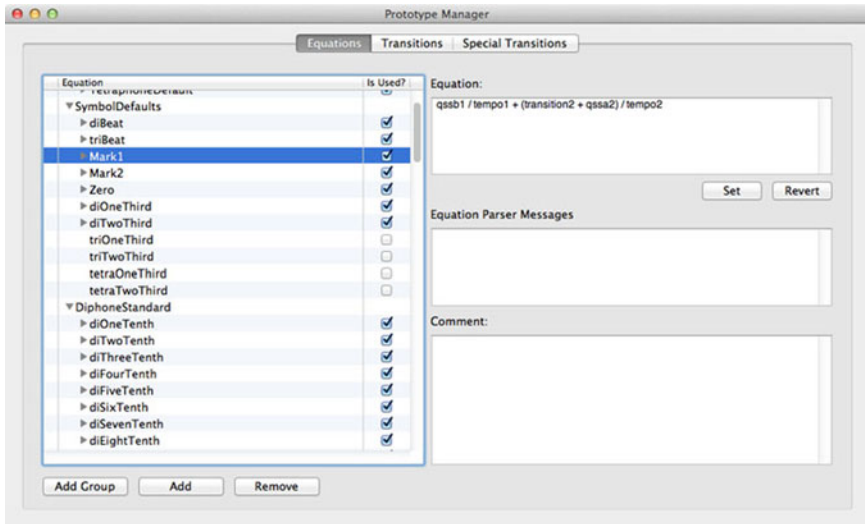 Prototype Manager
Equations Transitions Special Transitions
Equation Is Used?
TetraphoneDefault
SymbolDefaults
diBeat
triBeat
Mark1
Mark2
Zero
diOneThird
diTwoThird
triOneThird
triTwoThird
tetraOneThird
tetraTwoThird
DiphoneStandard
diOneTenth
diTwoTenth
diThreeTenth
diFourTenth
diFiveTenth
diSixTenth
diSevenTenth
diEightTenth
Add Group Add Remove
Equation:
qssb1 / tempo1 + (transition2 + qssa2) / tempo2
Set Revert
Equation Parser Messages
Comment: